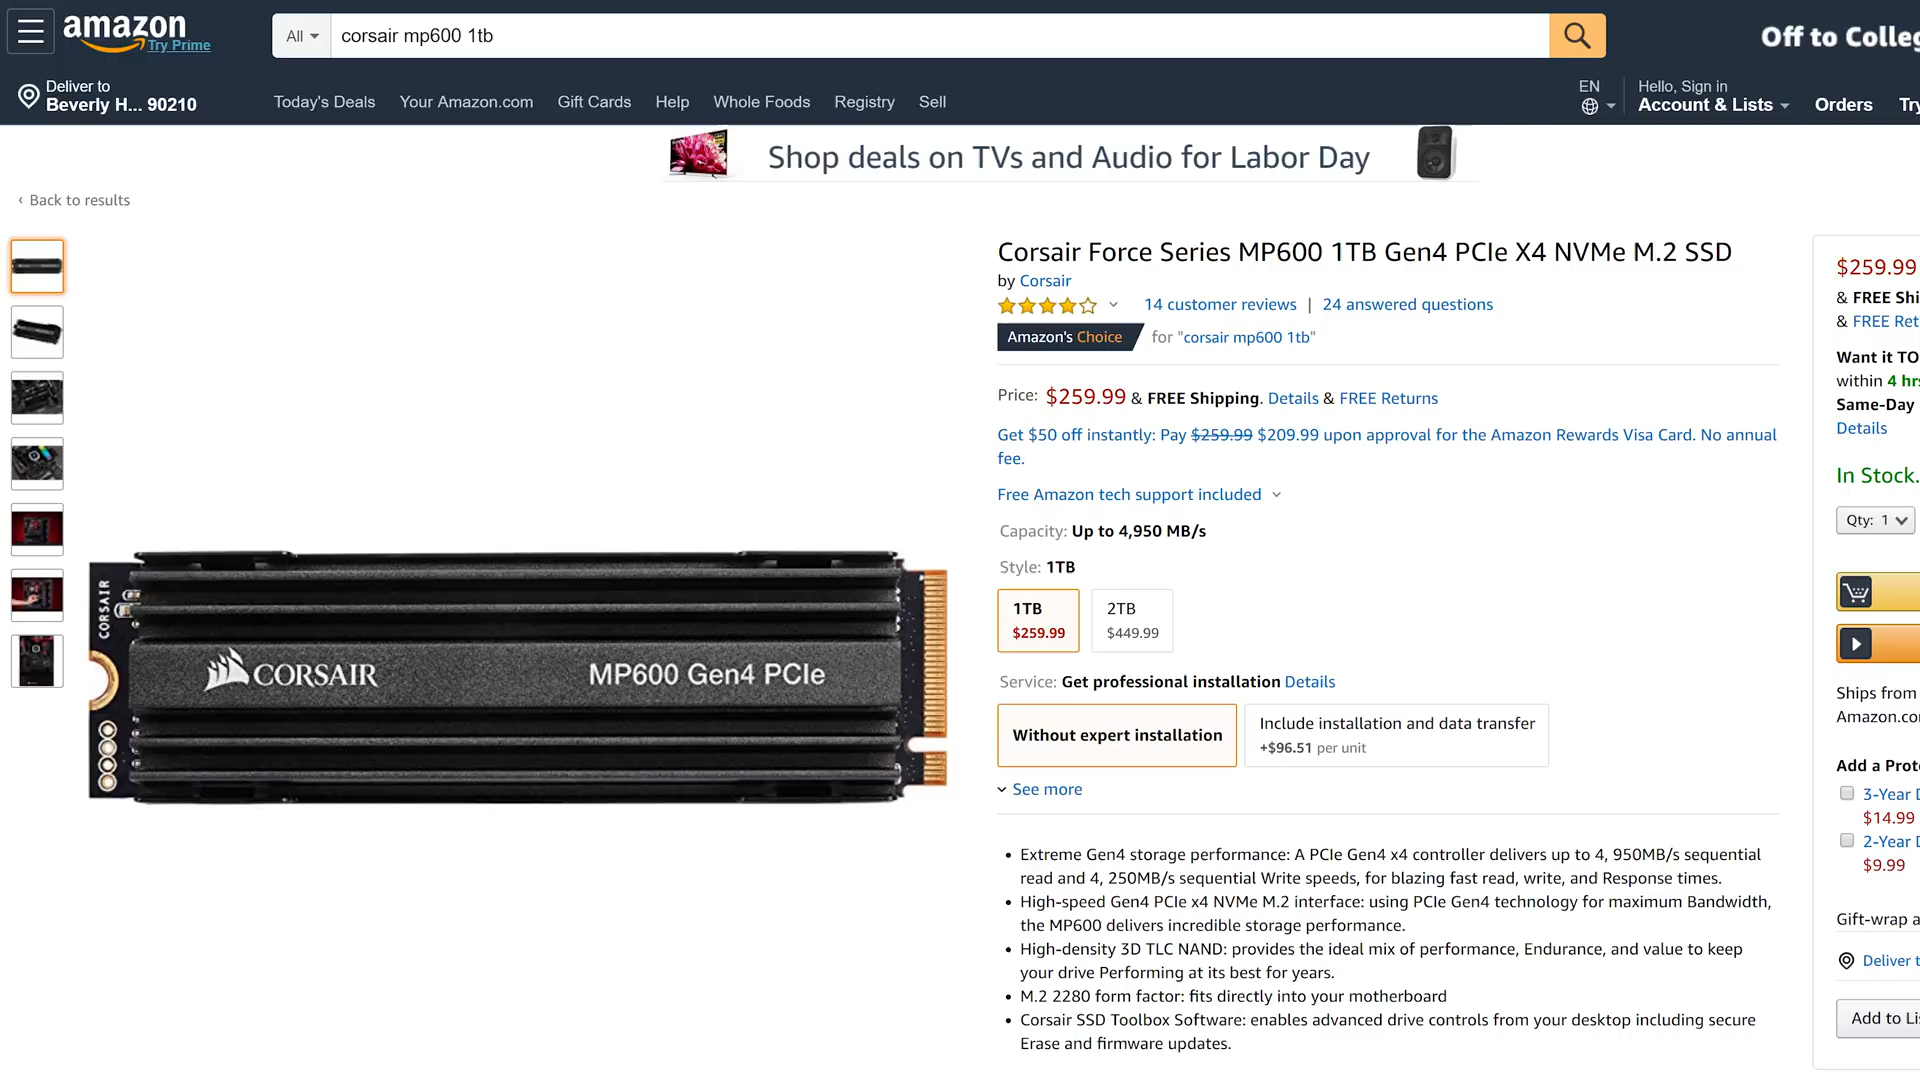 amazon
Try Prime
All
corsair mp600 1tb
Off to Colleg
Deliver to
Beverly H... 90210
Today's Deals
Your Amazon.com
Gift Cards
Help
Whole Foods
Registry
Sell
EN
Hello, Sign in
Account & Lists
Orders
Try
Shop deals on TVs and Audio for Labor Day
‹ Back to results
Corsair Force Series MP600 1TB Gen4 PCIe X4 NVMe M.2 SSD
by Corsair
14 customer reviews | 24 answered questions
Amazon's Choice for "corsair mp600 1tb"
Price: $259.99 & FREE Shipping. Details & FREE Returns
Get $50 off instantly: Pay $259.99 $209.99 upon approval for the Amazon Rewards Visa Card. No annual
fee.
Free Amazon tech support included
Capacity: Up to 4,950 MB/s
Style: 1TB
1TB
$259.99
2TB
$449.99
Service: Get professional installation Details
Without expert installation
Include installation and data transfer
+$96.51 per unit
See more
• Extreme Gen4 storage performance: A PCIe Gen4 x4 controller delivers up to 4, 950MB/s sequential
read and 4, 250MB/s sequential Write speeds, for blazing fast read, write, and Response times.
• High-speed Gen4 PCIe x4 NVMe M.2 interface: using PCIe Gen4 technology for maximum Bandwidth,
the MP600 delivers incredible storage performance.
• High-density 3D TLC NAND: provides the ideal mix of performance, Endurance, and value to keep
your drive Performing at its best for years.
• M.2 2280 form factor: fits directly into your motherboard
• Corsair SSD Toolbox Software: enables advanced drive controls from your desktop including secure
Erase and firmware updates.
CORSAIR
CORSAIR
MP600 Gen4 PCIe
$259.99
& FREE Shi
& FREE Ret
Want it TO
within 4 hrs
Same-Day
Details
In Stock.
Qty: 1
Ships from
Amazon.co
Add a Prot
3-Year D
$14.99
2-Year D
$9.99
Gift-wrap a
Deliver t
Add to Li